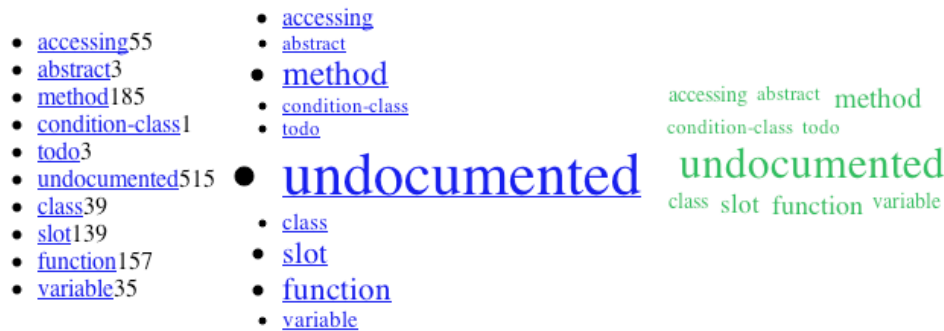 accessing55
abstract3
method185
condition-class1
todo3
undocumented515
class39
slot139
function157
variable35
accessing
abstract
method
condition-class
todo
undocumented
class
slot
function
variable
accessing abstract method
condition-class todo
undocumented
class slot function variable